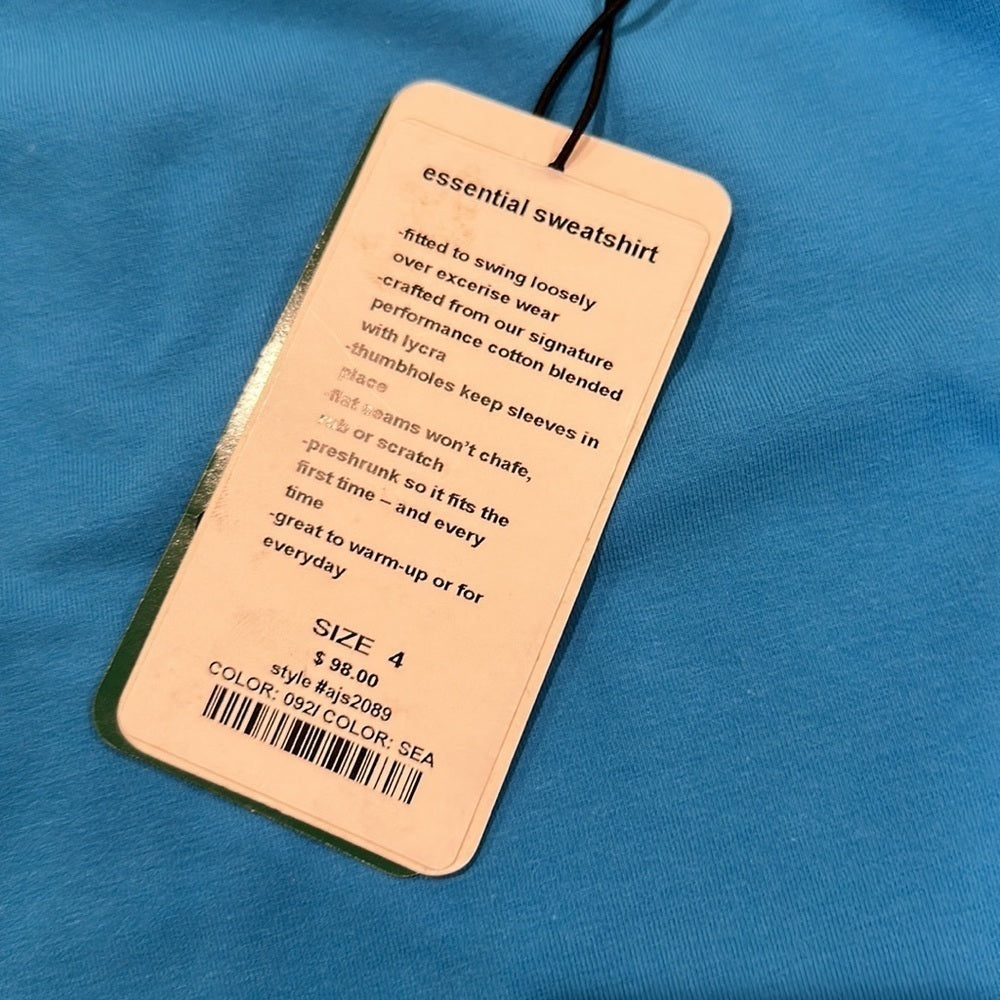 essential sweatshirt
-fitted to swing loosely
over excerise wear
-crafted from our signature
performance cotton blended
with lycra
-thumbholes keep sleeves in
place
-flat seams won't chafe,
rub or scratch
-preshrunk so it fits the
first time – and every
time
-great to warm-up or for
everyday
SIZE 4
$ 98.00
style #ajs2089
COLOR: 092/ COLOR: SEA